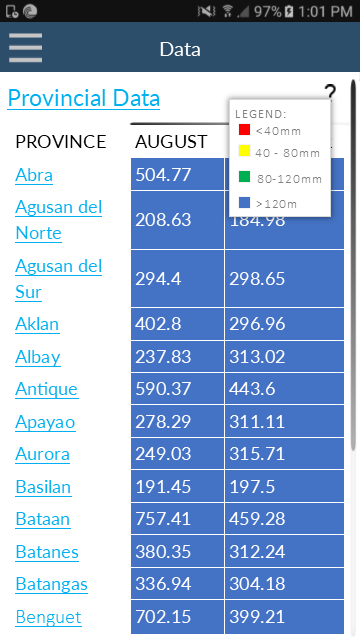 97% 1:01 PM
Data
Provincial Data ?
LEGEND:
<40mm
40 - 80mm
80-120mm
>120m
PROVINCE AUGUST
Abra 504.77
Agusan del Norte 208.63 184.98
Agusan del Sur 294.4 298.65
Aklan 402.8 296.96
Albay 237.83 313.02
Antique 590.37 443.6
Apayao 278.29 311.11
Aurora 249.03 315.71
Basilan 191.45 197.5
Bataan 757.41 459.28
Batanes 380.35 312.24
Batangas 336.94 304.18
Benguet 702.15 399.21